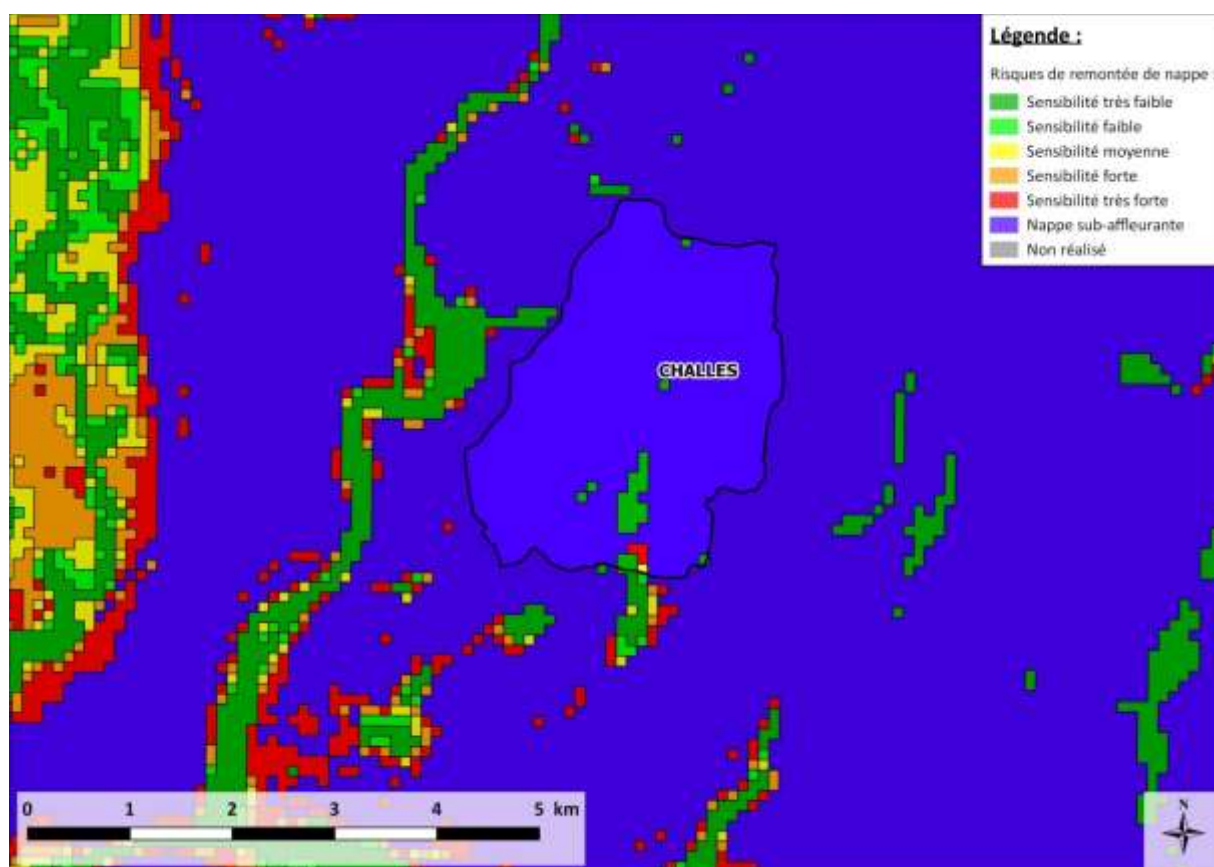 Légende :
Risques de remontée de nappe :
Sensibilité très faible
Sensibilité faible
Sensibilité moyenne
Sensibilité forte
Sensibilité très forte
Nappe sub-affleurante
Non réalisé
CHALLES
0 1 2 3 4 5 km
N